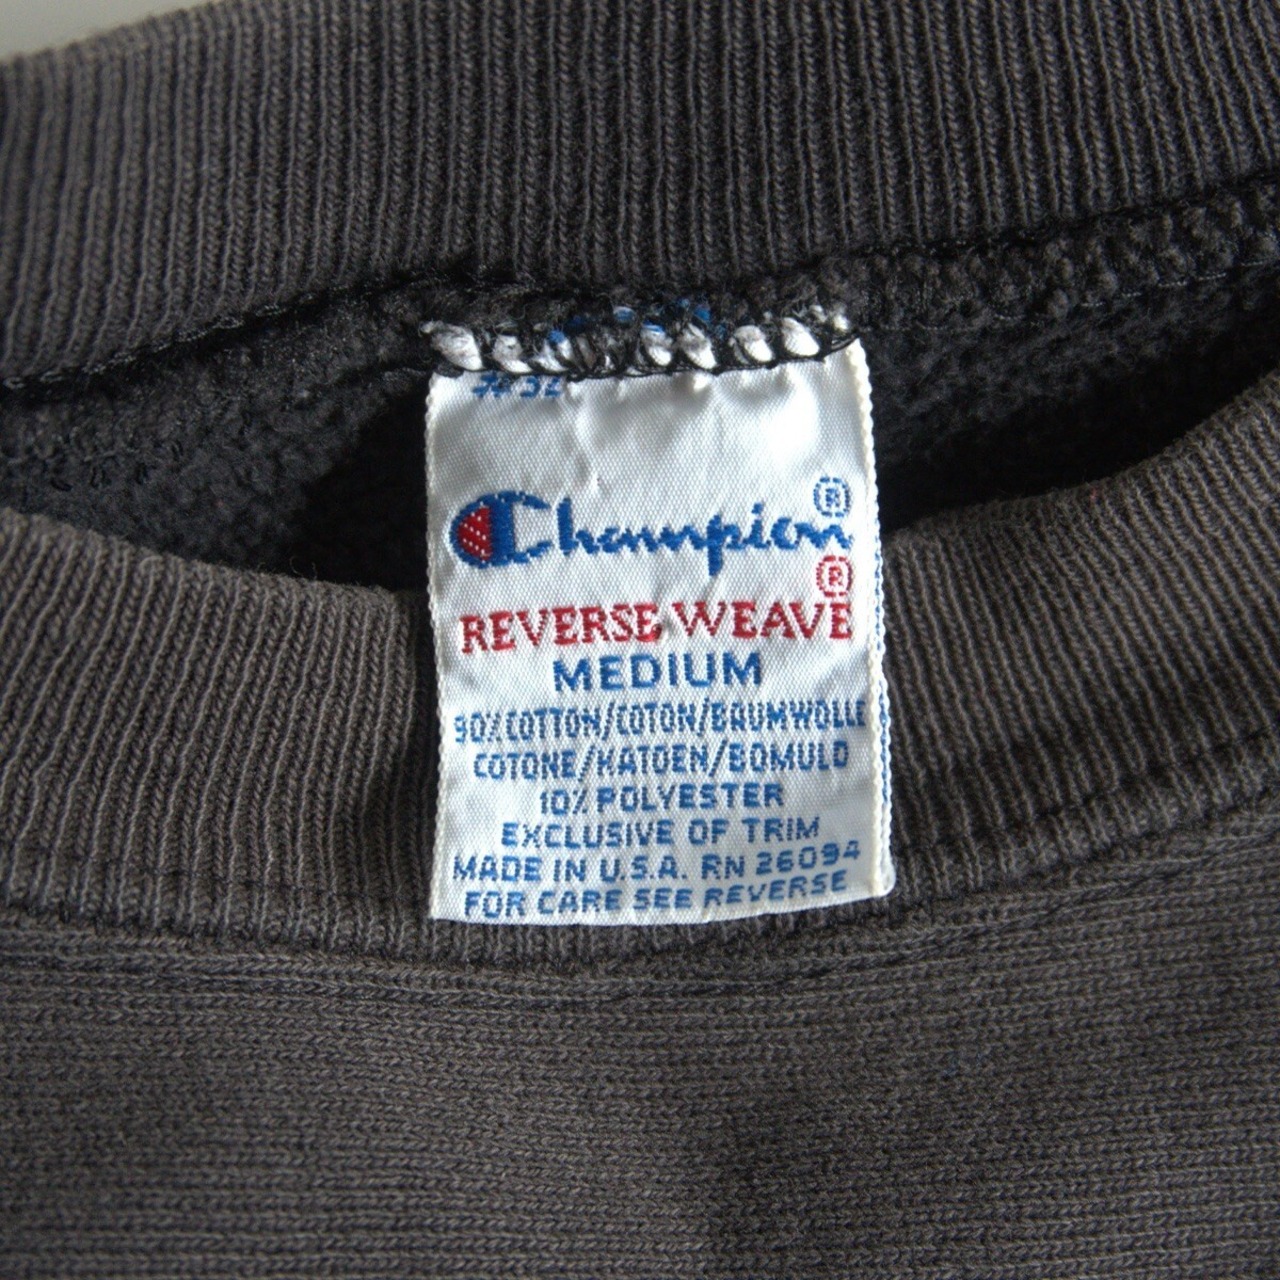 Champion®
REVERSE WEAVE®
MEDIUM
90% COTTON/COTON/BAUMWOLLE
COTONE/KATOEN/BOMULD
10% POLYESTER
EXCLUSIVE OF TRIM
MADE IN U.S.A. RN 26094
FOR CARE SEE REVERSE